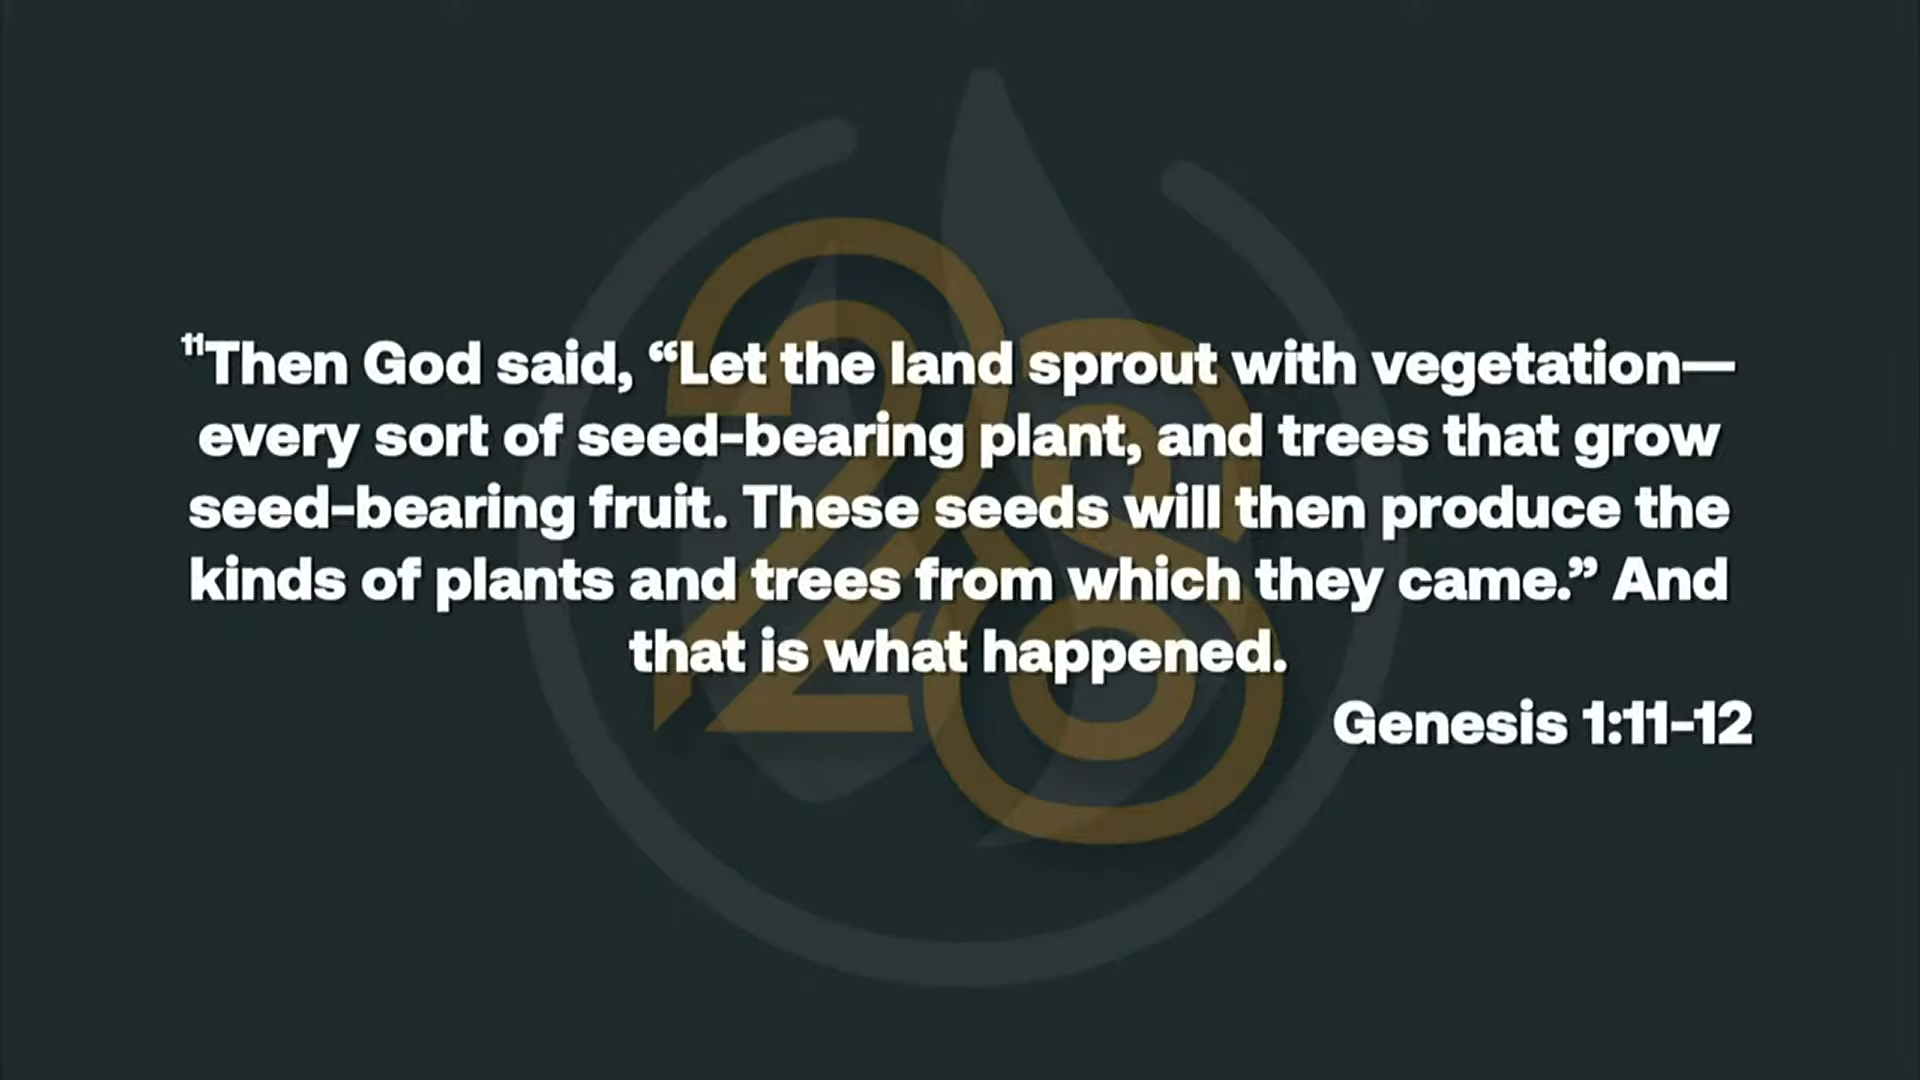 ¹¹Then God said, “Let the land sprout with vegetation—
every sort of seed-bearing plant, and trees that grow
seed-bearing fruit. These seeds will then produce the
kinds of plants and trees from which they came.” And
that is what happened.
Genesis 1:11-12
28